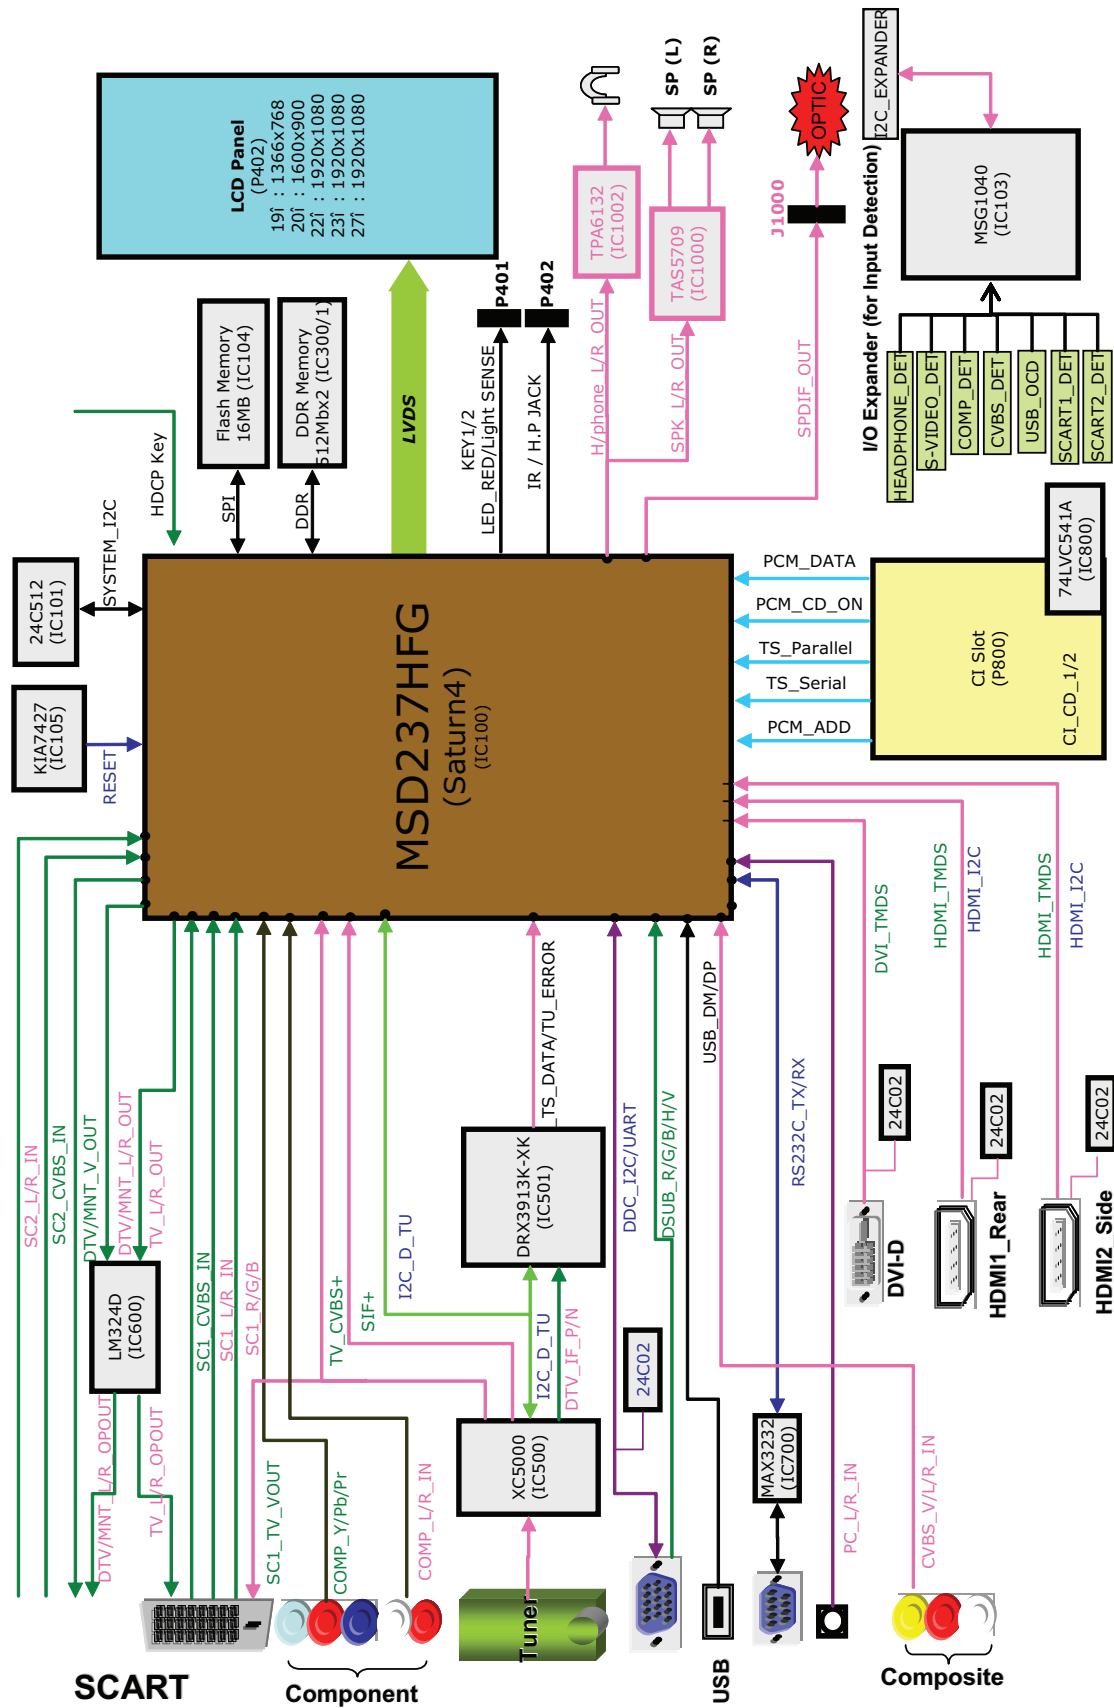 SCART
Component
Tuner
USB
Composite
SC2_L/R_IN
SC2_CVBS_IN
DTV/MNT_V_OUT
DTV/MNT_L/R_OUT
TV_L/R_OUT
LM324D
(IC600)
DTV/MNT_L/R_OPOUT
TV_L/R_OPOUT
SC1_CVBS_IN
SC1_L/R_IN
SC1_R/G/B
SC1_TV_VOUT
COMP_Y/Pb/Pr
COMP_L/R_IN
TV_CVBS+
SIF+
I2C_D_TU
XC5000
(IC500)
I2C_D_TU
DTV_IF_P/N
DRX3913K-XK
(IC501)
TS_DATA/TU_ERROR
24C02
DDC_I2C/UART
DSUB_R/G/B/H/V
USB_DM/DP
MAX3232
(IC700)
RS232C_TX/RX
PC_L/R_IN
CVBS_V/L/R_IN
DVI-D
24C02
DVI_TMDS
HDMI1_Rear
24C02
HDMI_TMDS
HDMI_I2C
HDMI2_Side
24C02
HDMI_TMDS
HDMI_I2C
KIA7427
(IC105)
RESET
24C512
(IC101)
SYSTEM_I2C
HDCP Key
MSD237HFG
(Saturn4)
(IC100)
SPI
Flash Memory
16MB (IC104)
DDR
DDR Memory
512Mbx2 (IC300/1)
LVDS
LCD Panel
(P402)
19î : 1366x768
20î : 1600x900
22î : 1920x1080
23î : 1920x1080
27î : 1920x1080
KEY1/2
LED_RED/Light SENSE
P401
IR / H.P JACK
P402
H/phone L/R_OUT
TPA6132
(IC1002)
SPK L/R_OUT
TAS5709
(IC1000)
SP (L)
SP (R)
SPDIF_OUT
J1000
OPTIC
PCM_DATA
PCM_CD_ON
TS_Parallel
TS_Serial
PCM_ADD
CI Slot
(P800)
CI_CD_1/2
74LVC541A
(IC800)
I/O Expander (for Input Detection)
HEADPHONE_DET
S-VIDEO_DET
COMP_DET
CVBS_DET
USB_OCD
SCART1_DET
SCART2_DET
MSG1040
(IC103)
I2C_EXPANDER